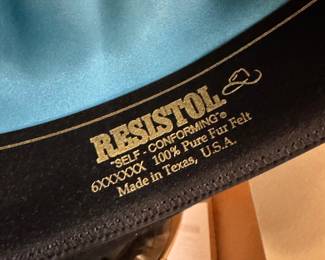 RESISTOL
"SELF-CONFORMING"®
6XXXXXX 100% Pure Fur Felt
Made in Texas, U.S.A.